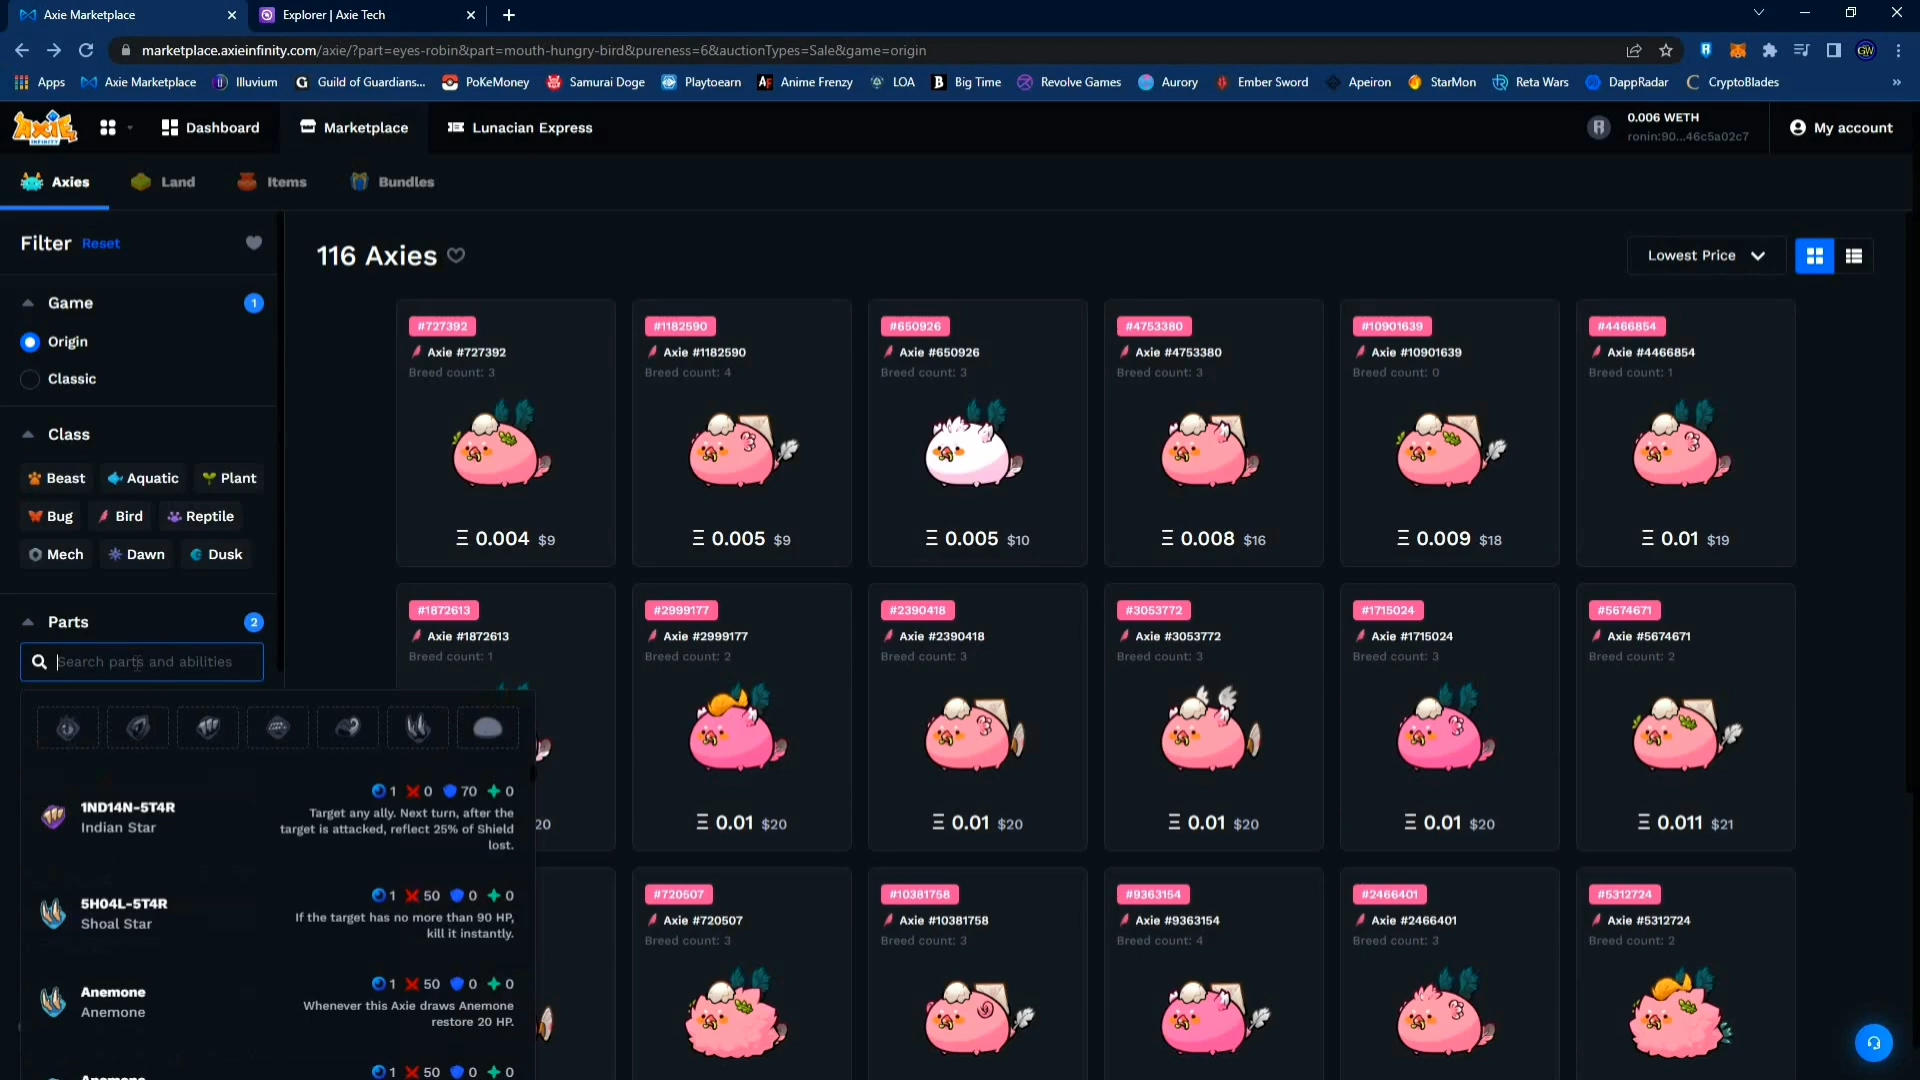 Axie Marketplace
Explorer | Axie Tech
marketplace.axieinfinity.com/axie/?part=eyes-robin&part=mouth-hungry-bird&pureness=6&auctionTypes=Sale&game=origin
GW
Apps
Axie Marketplace
Illuvium
Guild of Guardians...
PoKeMoney
Samurai Doge
Playtoearn
Anime Frenzy
LOA
Big Time
Revolve Games
Aurory
Ember Sword
Apeiron
StarMon
Reta Wars
DappRadar
CryptoBlades
»
AXIE
INFINITY
Dashboard
Marketplace
Lunacian Express
0.006 WETH
ronin:90...46c5a02c7
My account
Axies
Land
Items
Bundles
Filter
Reset
Game
1
Origin
Classic
Class
Beast
Aquatic
Plant
Bug
Bird
Reptile
Mech
Dawn
Dusk
Parts
2
Search parts and abilities
1ND14N-5T4R
Indian Star
1 0 70 0
Target any ally. Next turn, after the
target is attacked, reflect 25% of Shield
lost.
5H04L-5T4R
Shoal Star
1 50 0 0
If the target has no more than 90 HP,
kill it instantly.
Anemone
Anemone
1 50 0 0
Whenever this Axie draws Anemone
restore 20 HP.
Anemone
1 50 0 0
116 Axies
Lowest Price
#727392
Axie #727392
Breed count: 3
Ξ 0.004 $9
#1182590
Axie #1182590
Breed count: 4
Ξ 0.005 $9
#650926
Axie #650926
Breed count: 3
Ξ 0.005 $10
#4753380
Axie #4753380
Breed count: 3
Ξ 0.008 $16
#10901639
Axie #10901639
Breed count: 0
Ξ 0.009 $18
#4466854
Axie #4466854
Breed count: 1
Ξ 0.01 $19
#1872613
Axie #1872613
Breed count: 1
20
#2999177
Axie #2999177
Breed count: 2
Ξ 0.01 $20
#2390418
Axie #2390418
Breed count: 3
Ξ 0.01 $20
#3053772
Axie #3053772
Breed count: 3
Ξ 0.01 $20
#1715024
Axie #1715024
Breed count: 3
Ξ 0.01 $20
#5674671
Axie #5674671
Breed count: 2
Ξ 0.011 $21
#720507
Axie #720507
Breed count: 3
#10381758
Axie #10381758
Breed count: 3
#9363154
Axie #9363154
Breed count: 4
#2466401
Axie #2466401
Breed count: 3
#5312724
Axie #5312724
Breed count: 2